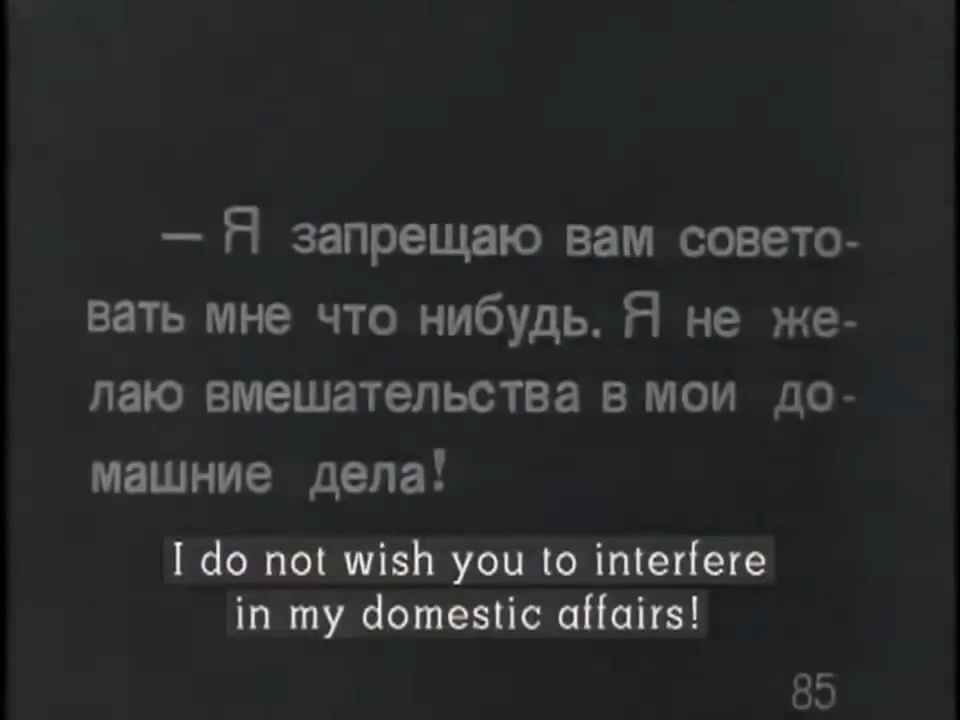 — Я запрещаю вам совето-
вать мне что нибудь. Я не же-
лаю вмешательства в мои до-
машние дела!
I do not wish you to interfere
in my domestic affairs!
85